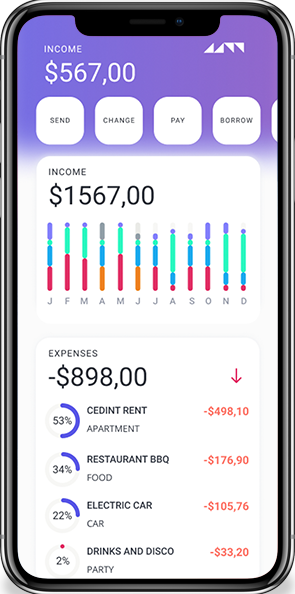 INCOME
$567,00
SEND CHANGE PAY BORROW
INCOME
$1567,00
J F M A M J J A S O N D
EXPENSES
-$898,00
53% CEDINT RENT -$498,10
APARTMENT
34% RESTAURANT BBQ -$176,90
FOOD
22% ELECTRIC CAR -$105,76
CAR
2% DRINKS AND DISCO -$33,20
PARTY